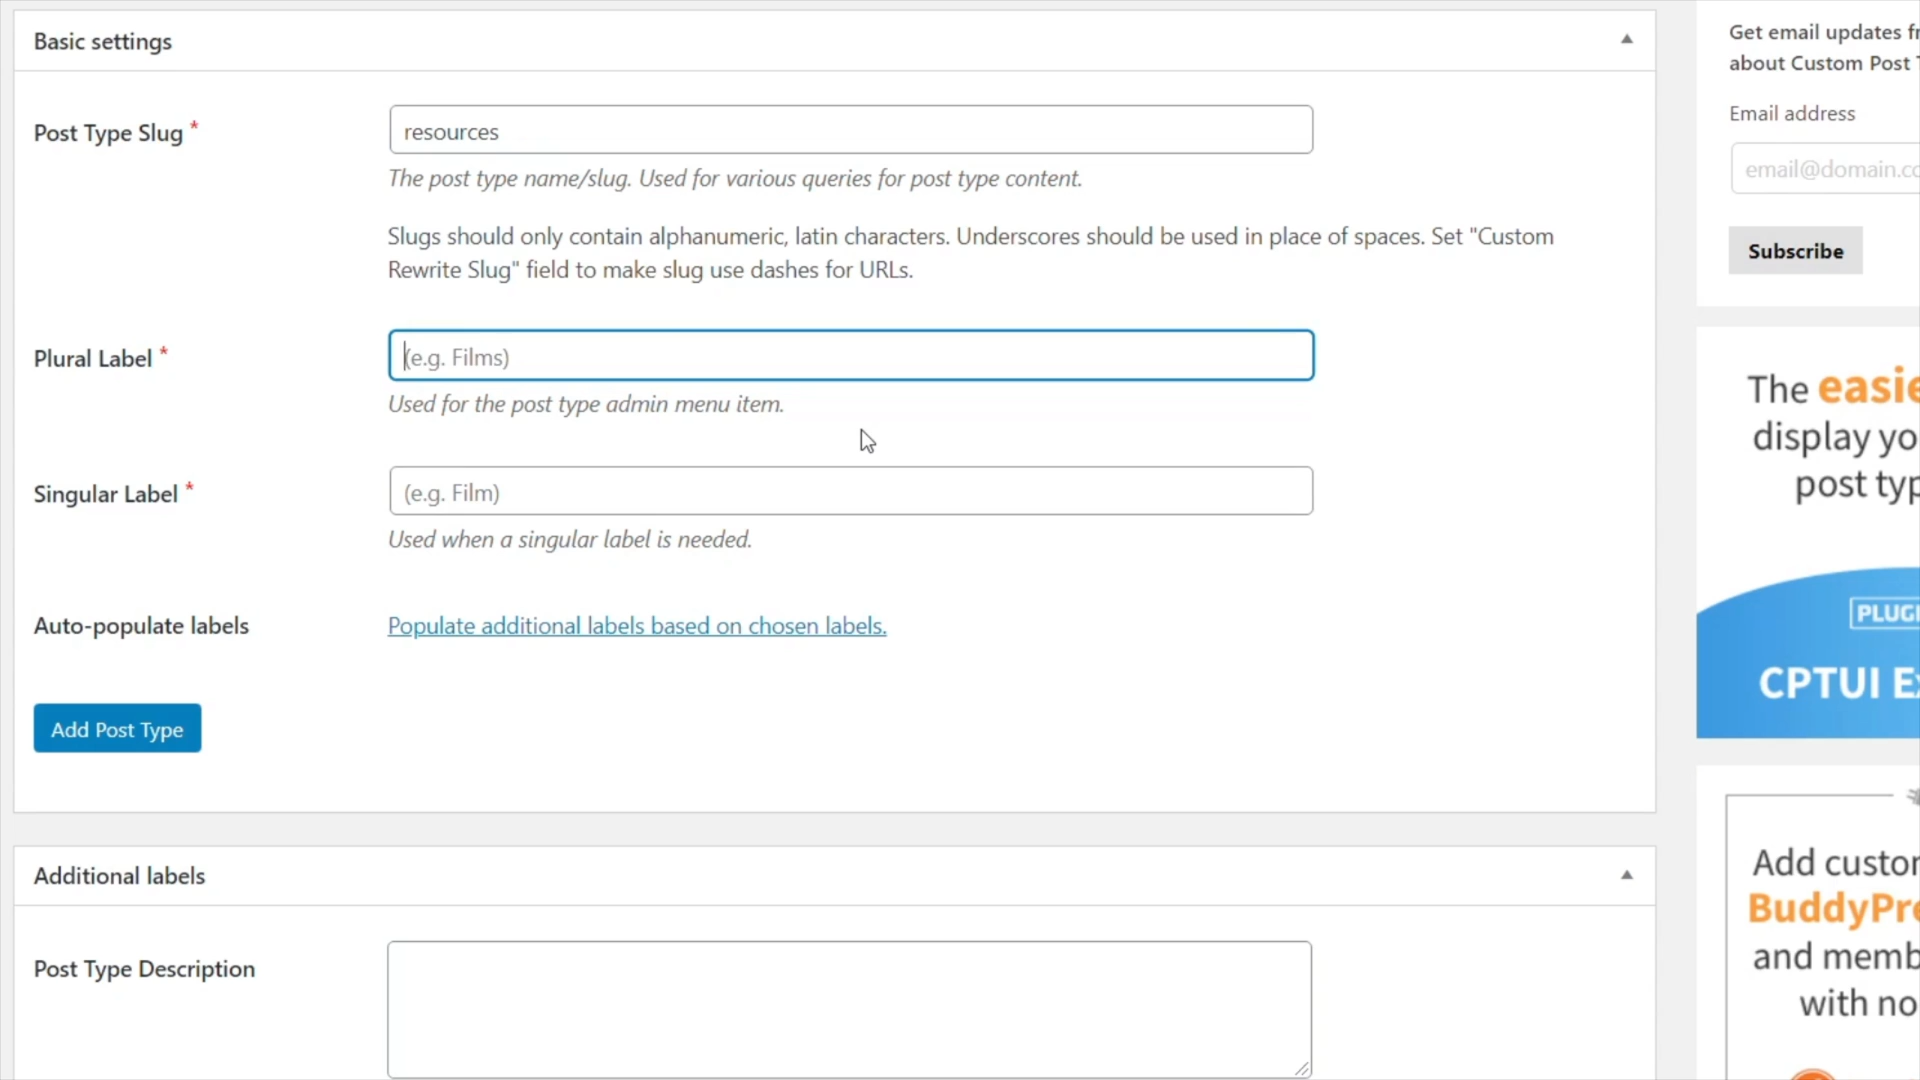 Basic settings
Post Type Slug *
resources
The post type name/slug. Used for various queries for post type content.
Slugs should only contain alphanumeric, latin characters. Underscores should be used in place of spaces. Set "Custom
Rewrite Slug" field to make slug use dashes for URLs.
Plural Label *
(e.g. Films)
Used for the post type admin menu item.
Singular Label *
(e.g. Film)
Used when a singular label is needed.
Auto-populate labels
Populate additional labels based on chosen labels.
Add Post Type
Additional labels
Post Type Description
Get email updates
about Custom Post
Email address
email@domain.co
Subscribe
The easie
display yo
post typ
PLUGI
CPTUI E
Add custo
BuddyPre
and memb
with no